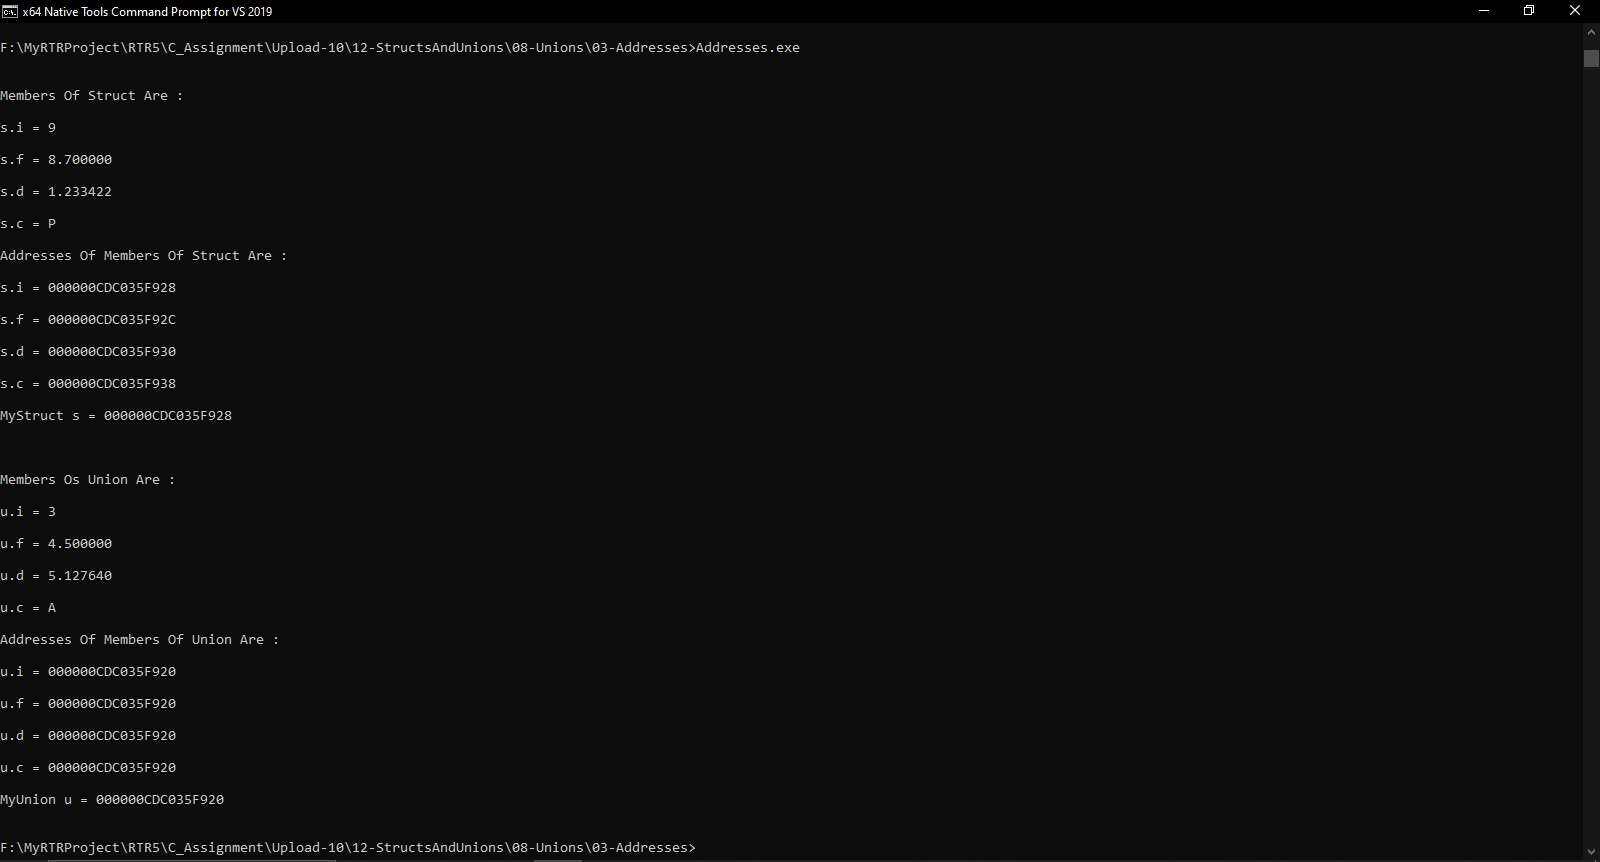 x64 Native Tools Command Prompt for VS 2019
F:\MyRTRProject\RTR5\C_Assignment\Upload-10\12-StructsAndUnions\08-Unions\03-Addresses>Addresses.exe
Members Of Struct Are :
s.i = 9
s.f = 8.700000
s.d = 1.233422
s.c = P
Addresses Of Members Of Struct Are :
s.i = 000000CDC035F928
s.f = 000000CDC035F92C
s.d = 000000CDC035F930
s.c = 000000CDC035F938
MyStruct s = 000000CDC035F928
Members Os Union Are :
u.i = 3
u.f = 4.500000
u.d = 5.127640
u.c = A
Addresses Of Members Of Union Are :
u.i = 000000CDC035F920
u.f = 000000CDC035F920
u.d = 000000CDC035F920
u.c = 000000CDC035F920
MyUnion u = 000000CDC035F920
F:\MyRTRProject\RTR5\C_Assignment\Upload-10\12-StructsAndUnions\08-Unions\03-Addresses>